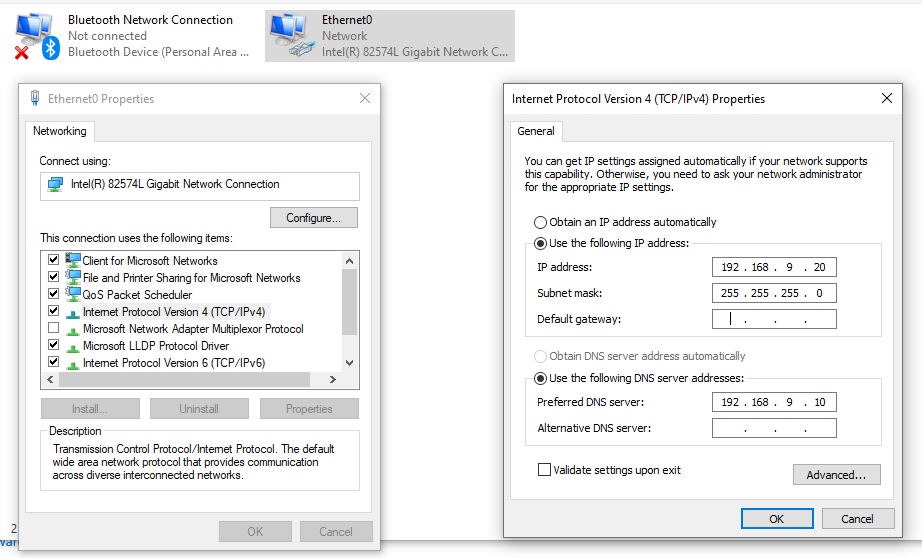 Bluetooth Network Connection
Not connected
Bluetooth Device (Personal Area ...
Ethernet0
Network
Intel(R) 82574L Gigabit Network C...
Ethernet0 Properties
Networking
Connect using:
Intel(R) 82574L Gigabit Network Connection
Configure...
This connection uses the following items:
Client for Microsoft Networks
File and Printer Sharing for Microsoft Networks
QoS Packet Scheduler
Internet Protocol Version 4 (TCP/IPv4)
Microsoft Network Adapter Multiplexor Protocol
Microsoft LLDP Protocol Driver
Internet Protocol Version 6 (TCP/IPv6)
Install...
Uninstall
Properties
Description
Transmission Control Protocol/Internet Protocol. The default
wide area network protocol that provides communication
across diverse interconnected networks.
OK
Cancel
2
Internet Protocol Version 4 (TCP/IPv4) Properties
General
You can get IP settings assigned automatically if your network supports
this capability. Otherwise, you need to ask your network administrator
for the appropriate IP settings.
Obtain an IP address automatically
Use the following IP address:
IP address:
192 . 168 . 9 . 20
Subnet mask:
255 . 255 . 255 . 0
Default gateway:
. . .
Obtain DNS server address automatically
Use the following DNS server addresses:
Preferred DNS server:
192 . 168 . 9 . 10
Alternative DNS server:
. . .
Validate settings upon exit
Advanced...
OK
Cancel